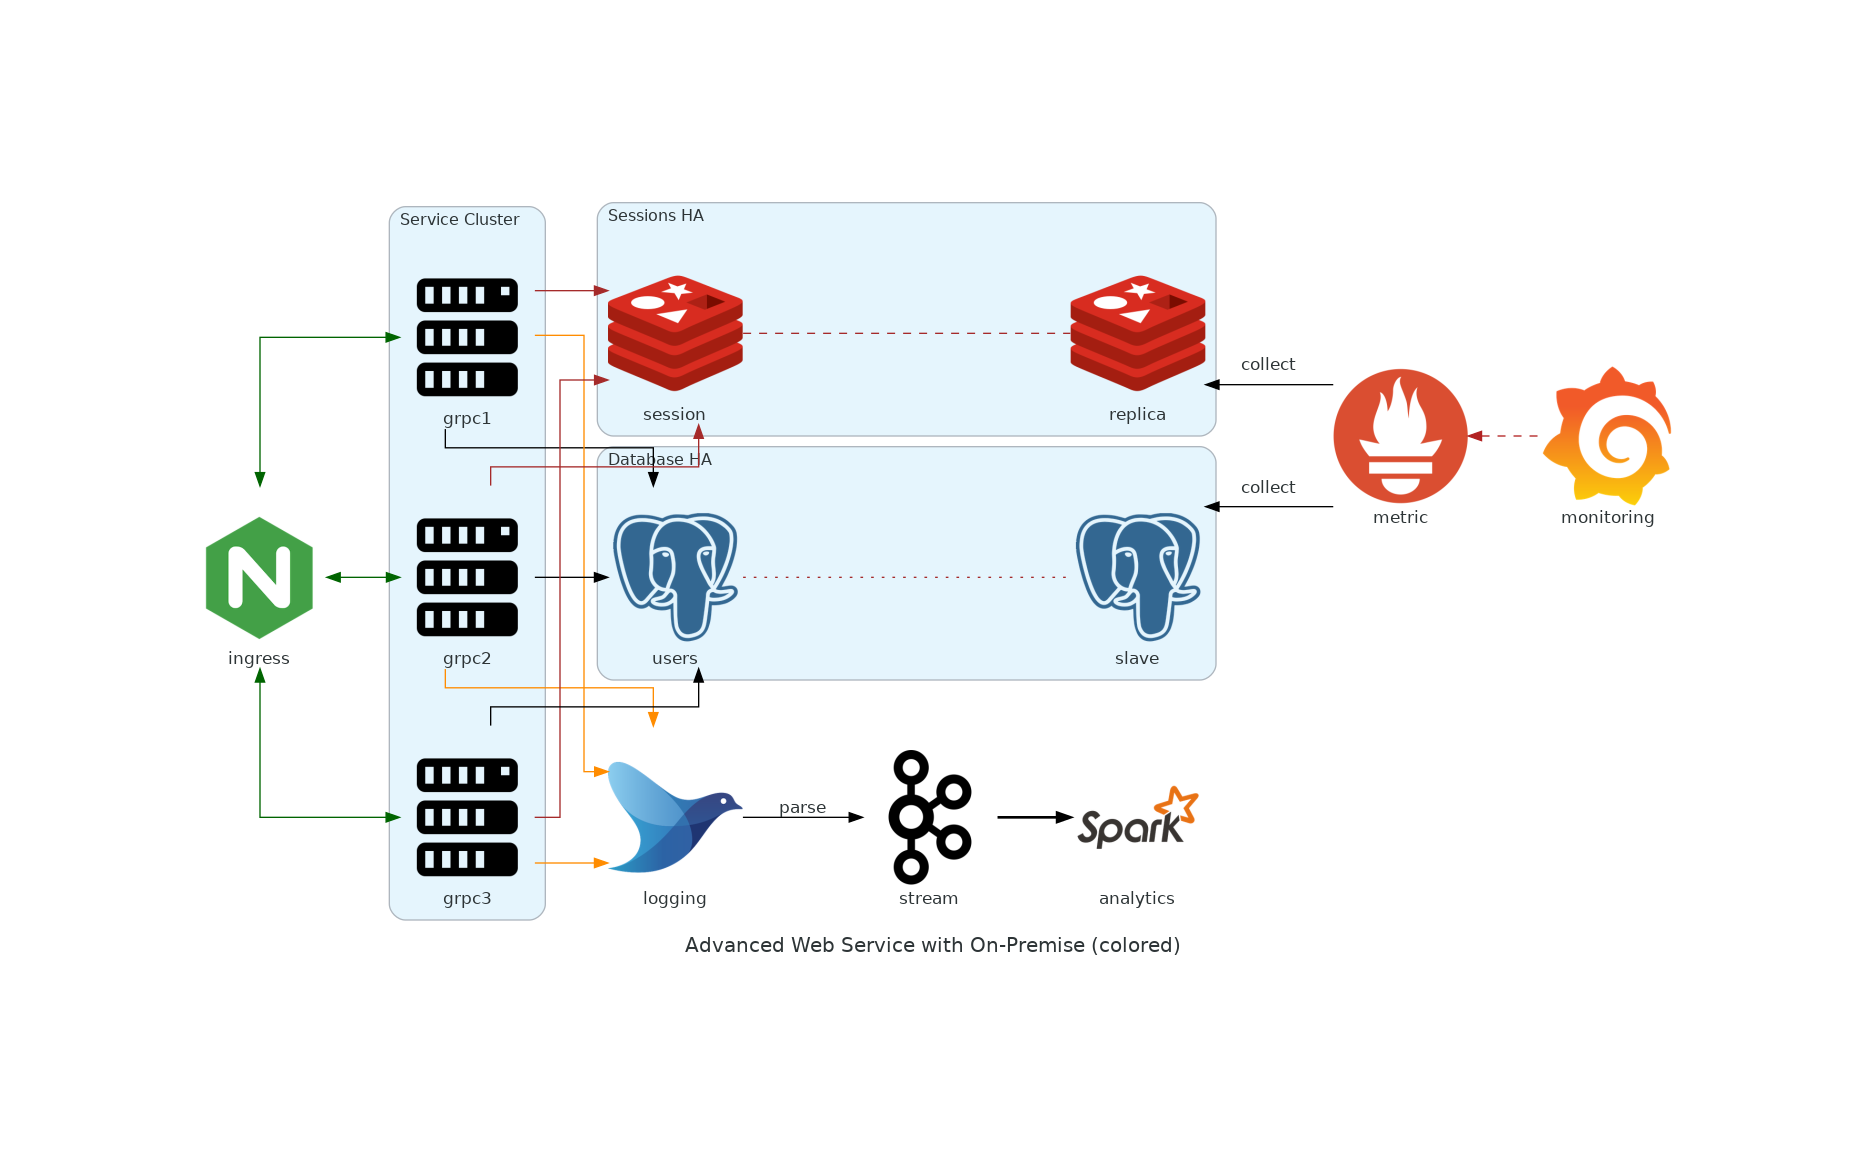 Service Cluster
Sessions HA
grpc1
session
replica
collect
Database HA
collect
metric
monitoring
N
ingress
grpc2
users
slave
grpc3
logging
parse
stream
Spark
analytics
Advanced Web Service with On-Premise (colored)